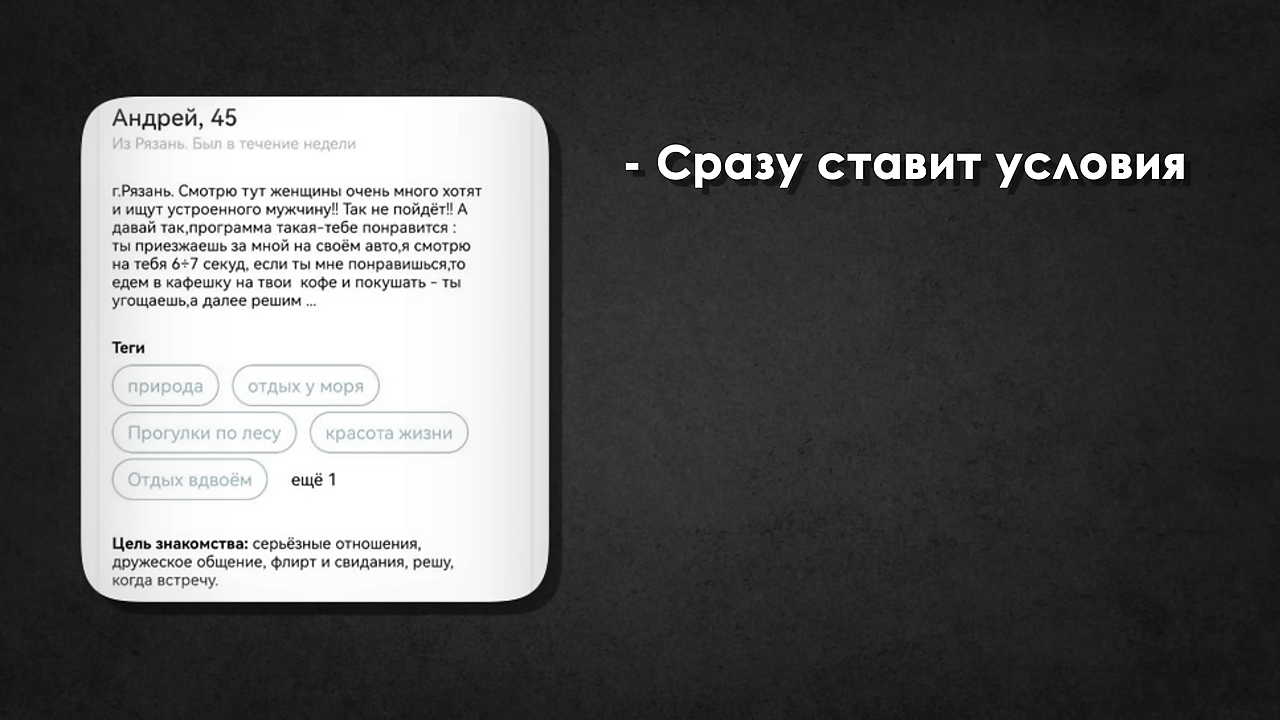 Андрей, 45
Из Рязань. Был в течение недели
г.Рязань. Смотрю тут женщины очень много хотят
и ищут устроенного мужчину!! Так не пойдёт!! А
давай так,программа такая-тебе понравится :
ты приезжаешь за мной на своём авто,я смотрю
на тебя 6÷7 секуд, если ты мне понравишься,то
едем в кафешку на твои  кофе и покушать - ты
угощаешь,а далее решим ...
Теги
природа
отдых у моря
Прогулки по лесу
красота жизни
Отдых вдвоём
ещё 1
Цель знакомства: серьёзные отношения,
дружеское общение, флирт и свидания, решу,
когда встречу.
- Сразу ставит условия